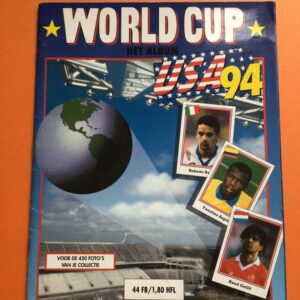 WORLD CUP
HET ALBUM
USA 94
Roberto
Faustino
Ruud Gullit
VOOR DE 420 FOTO'S
VAN JE COLLECTIE
44 FB/1,80 HFL